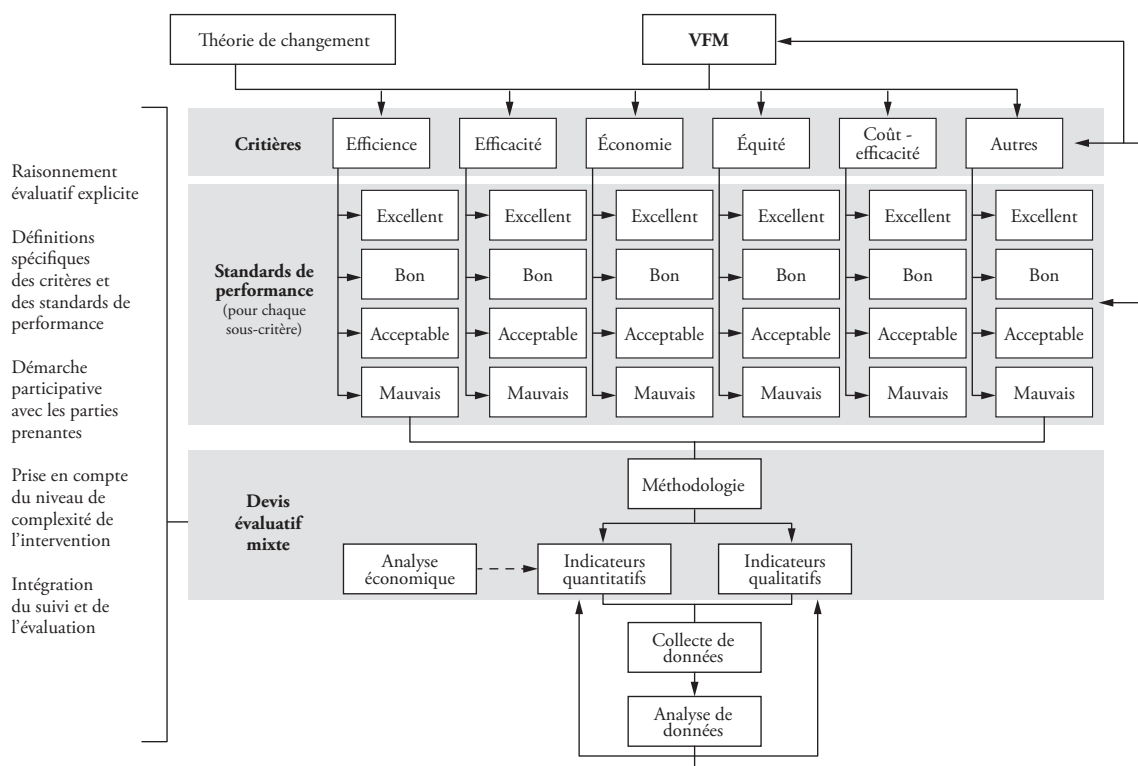 Théorie de changement
VFM
Critières
Efficience
Efficacité
Économie
Équité
Coût -
efficacité
Autres
Raisonnement
évaluatif explicite
Définitions
spécifiques
des critères et
des standards de
performance
Démarche
participative
avec les parties
prenantes
Prise en compte
du niveau de
complexité de
l'intervention
Intégration
du suivi et de
l'évaluation
Standards de
performance
(pour chaque
sous-critère)
Excellent
Excellent
Excellent
Excellent
Excellent
Excellent
Bon
Bon
Bon
Bon
Bon
Bon
Acceptable
Acceptable
Acceptable
Acceptable
Acceptable
Acceptable
Mauvais
Mauvais
Mauvais
Mauvais
Mauvais
Mauvais
Devis
évaluatif
mixte
Méthodologie
Analyse
économique
Indicateurs
quantitatifs
Indicateurs
qualitatifs
Collecte de
données
Analyse de
données